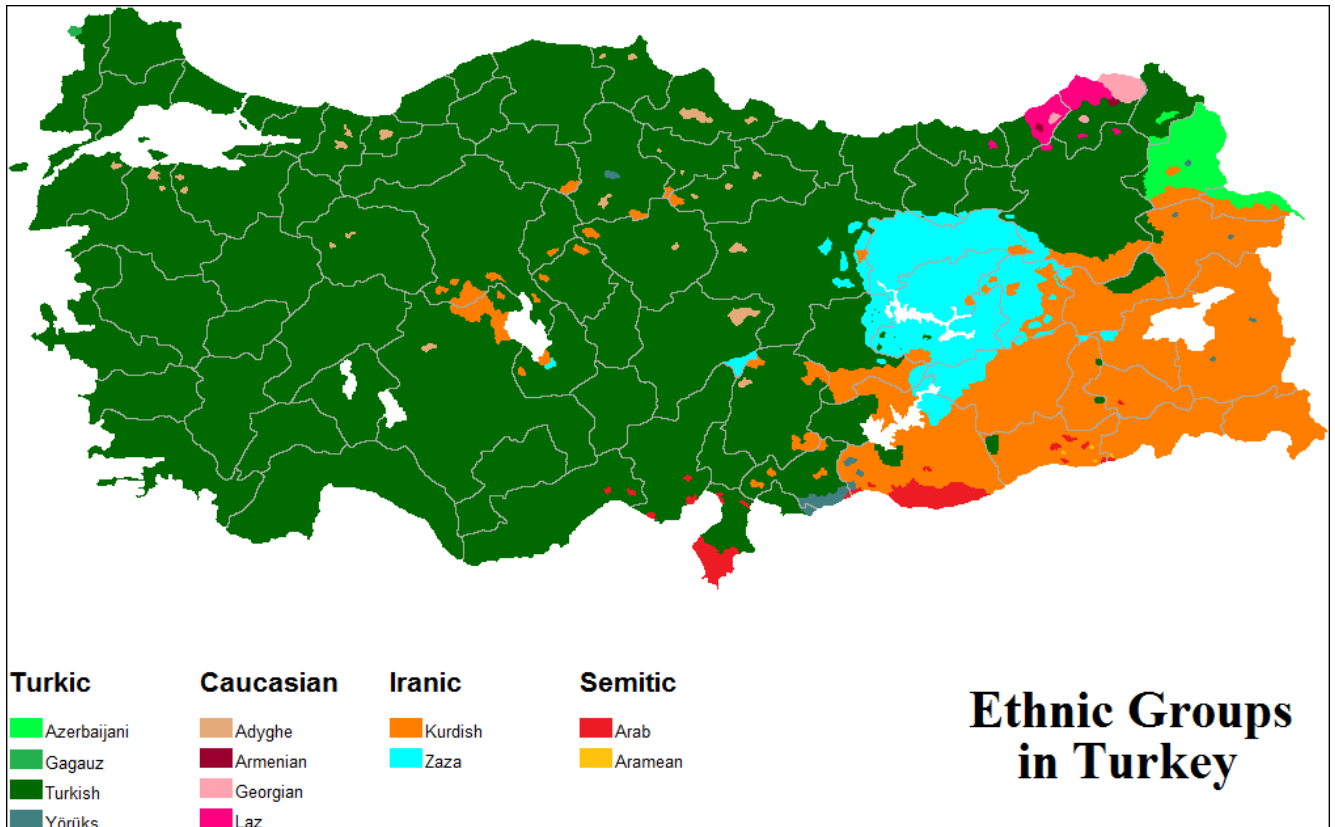 Turkic
Azerbaijani
Gagauz
Turkish
Yörüks
Caucasian
Adyghe
Armenian
Georgian
Laz
Iranic
Kurdish
Zaza
Semitic
Arab
Aramean
Ethnic Groups
in Turkey